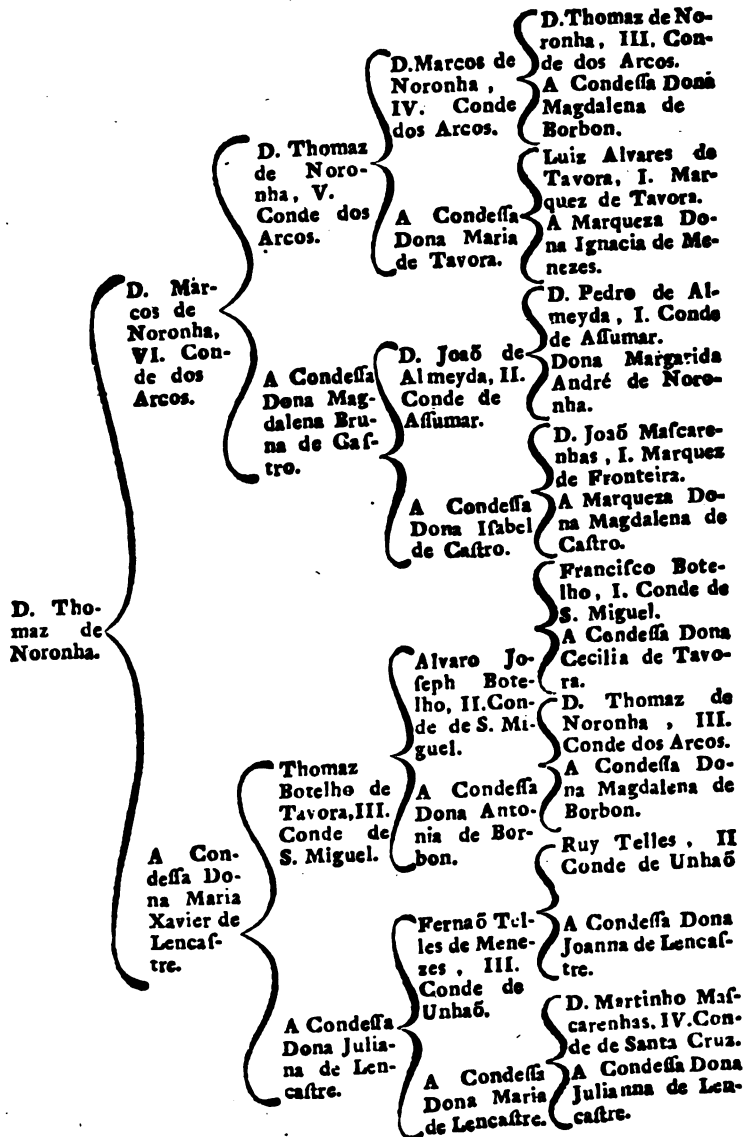 D. Thomaz de No-
ronha, III. Con-
de dos Arcos.
A Condeſſa Dona
Magdalena de
Borbon.
D.Marcos de
Noronha ,
IV. Conde
dos Arcos.
Luiz Alvares de
Tavora, I. Mar-
quez de Tavora.
A Marqueza Do-
na Ignacia de Me-
nezes.
A Condeſſa
Dona Maria
de Tavora.
D. Thomaz
de Noro-
nha, V.
Conde dos
Arcos.
D. Pedro de Al-
meyda, I. Conde
de Aſſumar.
Dona Margarida
André de Noro-
nha.
D. Joaõ de
Almeyda, II.
Conde de
Aſſumar.
D. Joaõ Maſcare-
nhas , I. Marquez
de Fronteira.
A Marqueza Do-
na Magdalena de
Caſtro.
A Condeſſa
Dona Iſabel
de Caſtro.
A Condeſſa
Dona Mag-
dalena Bru-
na de Caſ-
tro.
D. Mar-
cos de
Noronha,
VI. Con-
de dos
Arcos.
D. Tho-
maz de
Noronha.
Franciſco Bote-
lho, I. Conde de
S. Miguel.
A Condeſſa Dona
Cecilia de Tavo-
ra.
Alvaro Jo-
ſeph Bote-
lho, II.Con-
de de S. Mi-
guel.
D. Thomaz de
Noronha , III.
Conde dos Arcos.
A Condeſſa Do-
na Magdalena de
Borbon.
A Condeſſa
Dona Anto-
nia de Bor-
bon.
Thomaz
Botelho de
Tavora,III.
Conde de
S. Miguel.
Ruy Telles , II
Conde de Unhaõ
A Condeſſa Dona
Joanna de Lencaſ-
tre.
Fernaõ Tel-
les de Mene-
zes , III.
Conde de
Unhaõ.
D. Martinho Maſ-
carenhas, IV.Con-
de de Santa Cruz.
A Condeſſa Dona
Julianna de Len-
caſtre.
A Condeſſa
Dona Maria
de Lencaſtre.
A Condeſſa
Dona Julia-
na de Len-
caſtre.
A Con-
deſſa Do-
na Maria
Xavier de
Lencaſ-
tre.